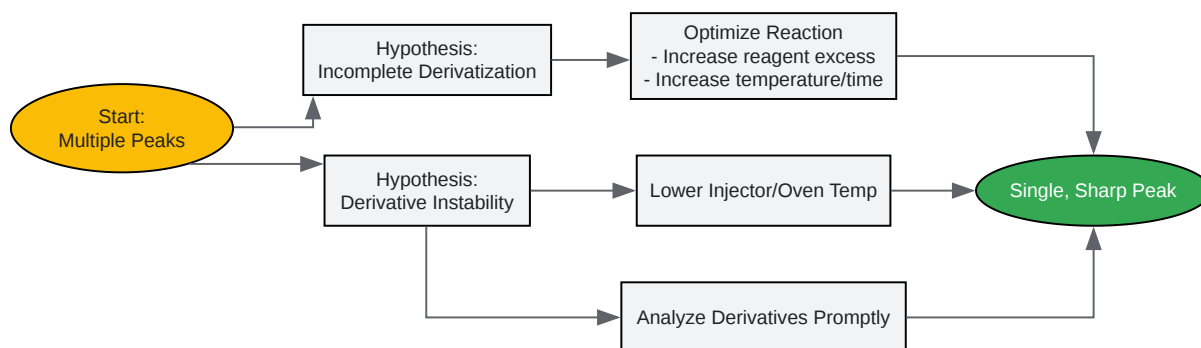 Start:
Multiple Peaks
Hypothesis:
Incomplete Derivatization
Optimize Reaction
- Increase reagent excess
- Increase temperature/time
Hypothesis:
Derivative Instability
Lower Injector/Oven Temp
Single, Sharp Peak
Analyze Derivatives Promptly